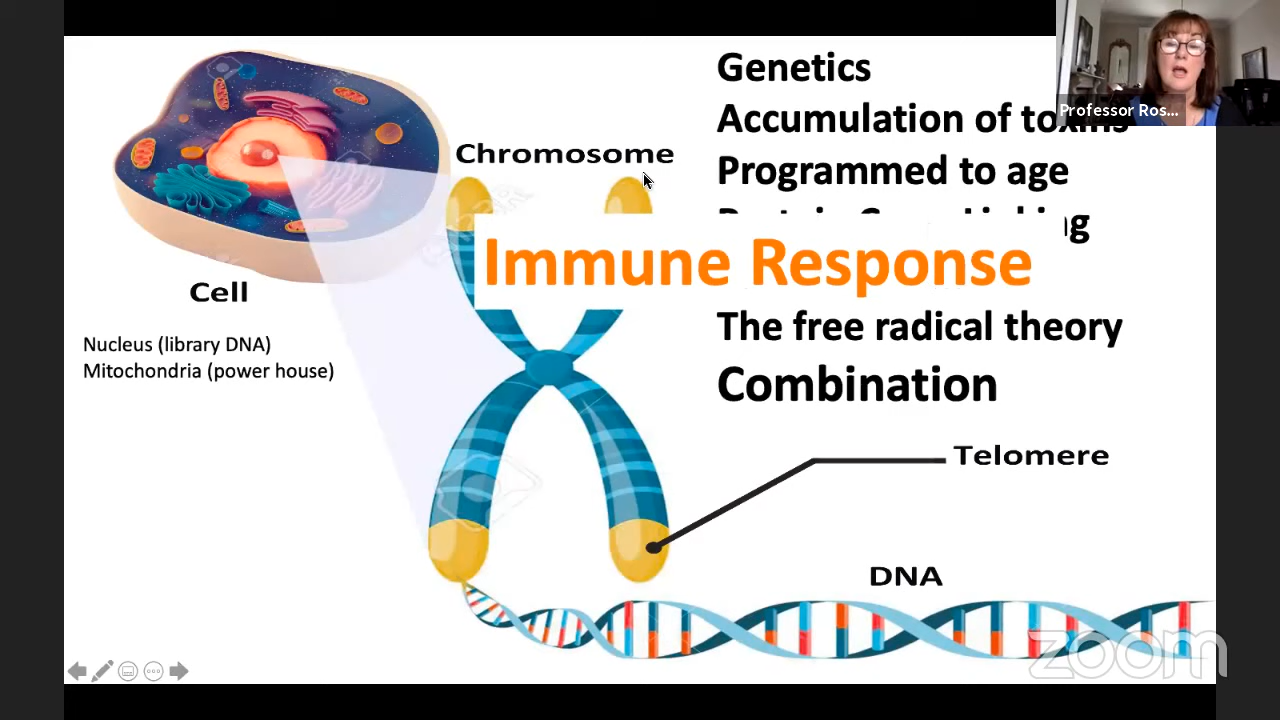 Genetics
Professor Ros...
Accumulation of toxins
Chromosome
Programmed to age
Immune Response
Cell
The free radical theory
Nucleus (library DNA)
Mitochondria (power house)
Combination
Telomere
DNA
zoom